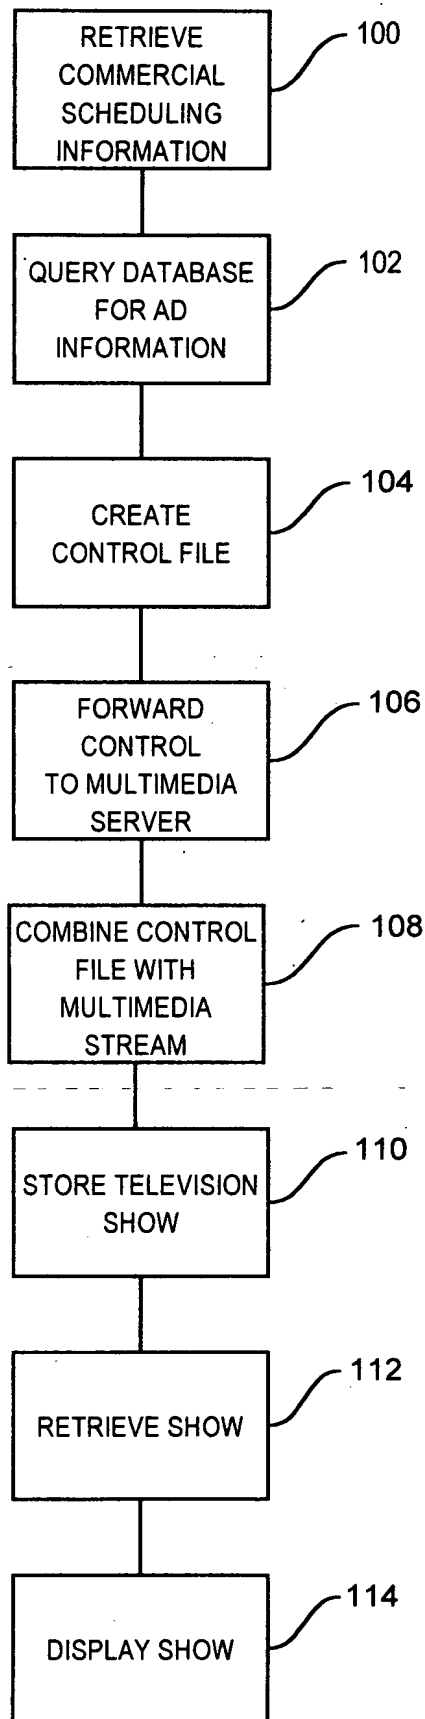 RETRIEVE
COMMERCIAL
SCHEDULING
INFORMATION
100
QUERY DATABASE
FOR AD
INFORMATION
102
CREATE
CONTROL FILE
104
FORWARD
CONTROL
TO MULTIMEDIA
SERVER
106
COMBINE CONTROL
FILE WITH
MULTIMEDIA
STREAM
108
STORE TELEVISION
SHOW
110
RETRIEVE SHOW
112
DISPLAY SHOW
114